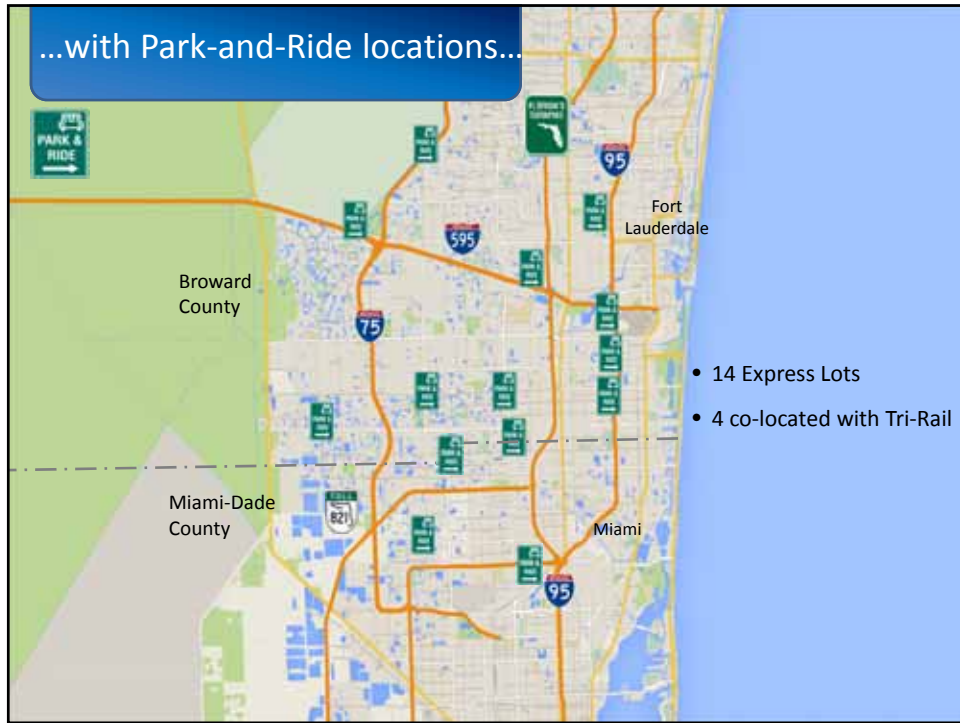 ...with Park-and-Ride locations...
PARK &
RIDE
FLORIDA'S
TURNPIKE
95
Fort
Lauderdale
595
Broward
County
75
• 14 Express Lots
• 4 co-located with Tri-Rail
TOLL
821
Miami-Dade
County
Miami
95